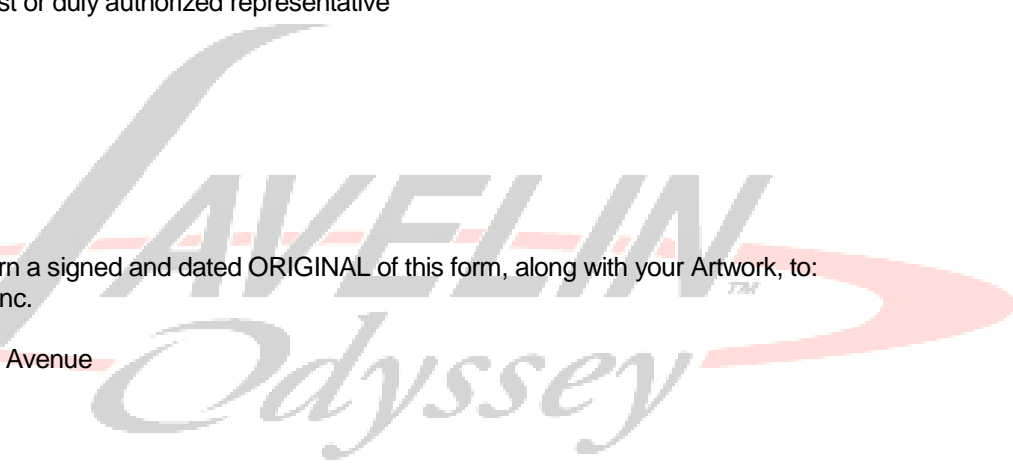 st or duly authorized representative
JAVELIN
rn a signed and dated ORIGINAL of this form, along with your Artwork, to:
TM
nc.
Avenue
Odyssey